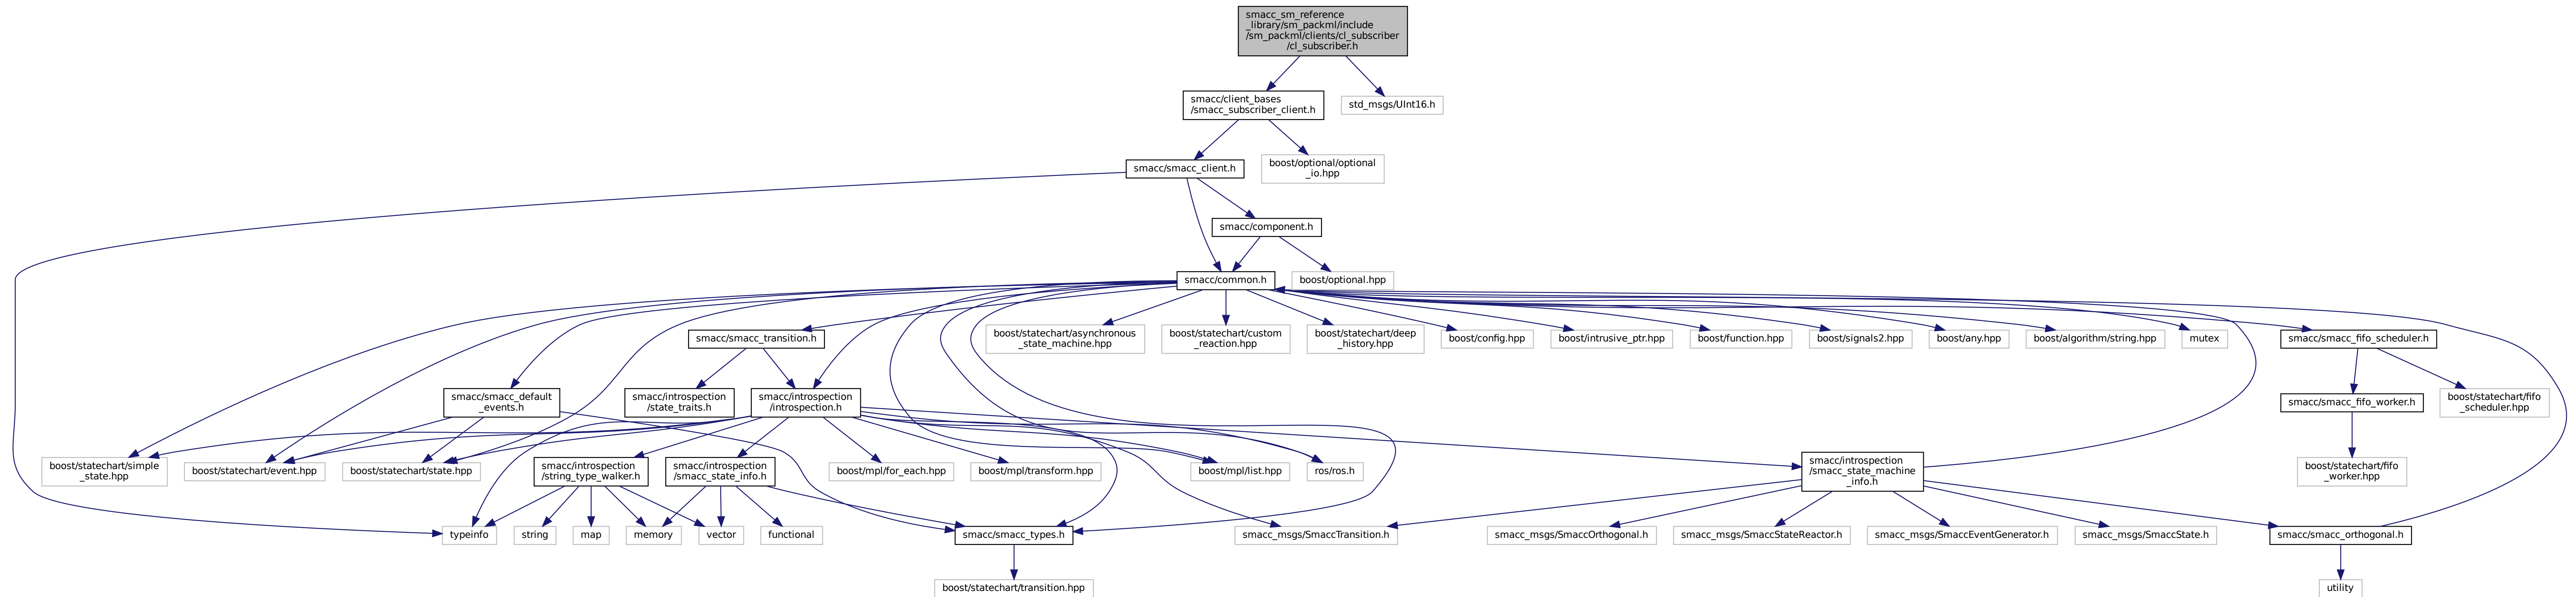 smacc_sm_reference
_library/sm_packml/include
/sm_packml/clients/cl_subscriber
/cl_subscriber.h
smacc/client_bases
/smacc_subscriber_client.h
std_msgs/UInt16.h
smacc/smacc_client.h
boost/optional/optional
_io.hpp
smacc/component.h
smacc/common.h
boost/optional.hpp
smacc/smacc_transition.h
boost/statechart/asynchronous
_state_machine.hpp
boost/statechart/custom
_reaction.hpp
boost/statechart/deep
_history.hpp
boost/config.hpp
boost/intrusive_ptr.hpp
boost/function.hpp
boost/signals2.hpp
boost/any.hpp
boost/algorithm/string.hpp
mutex
smacc/smacc_fifo_scheduler.h
smacc/smacc_default
_events.h
smacc/introspection
/state_traits.h
smacc/introspection
/introspection.h
smacc/smacc_fifo_worker.h
boost/statechart/fifo
_scheduler.hpp
boost/statechart/simple
_state.hpp
boost/statechart/event.hpp
boost/statechart/state.hpp
smacc/introspection
/string_type_walker.h
smacc/introspection
/smacc_state_info.h
boost/mpl/for_each.hpp
boost/mpl/transform.hpp
boost/mpl/list.hpp
ros/ros.h
smacc/introspection
/smacc_state_machine
_info.h
boost/statechart/fifo
_worker.hpp
typeinfo
string
map
memory
vector
functional
smacc/smacc_types.h
smacc_msgs/SmaccTransition.h
smacc_msgs/SmaccOrthogonal.h
smacc_msgs/SmaccStateReactor.h
smacc_msgs/SmaccEventGenerator.h
smacc_msgs/SmaccState.h
smacc/smacc_orthogonal.h
boost/statechart/transition.hpp
utility